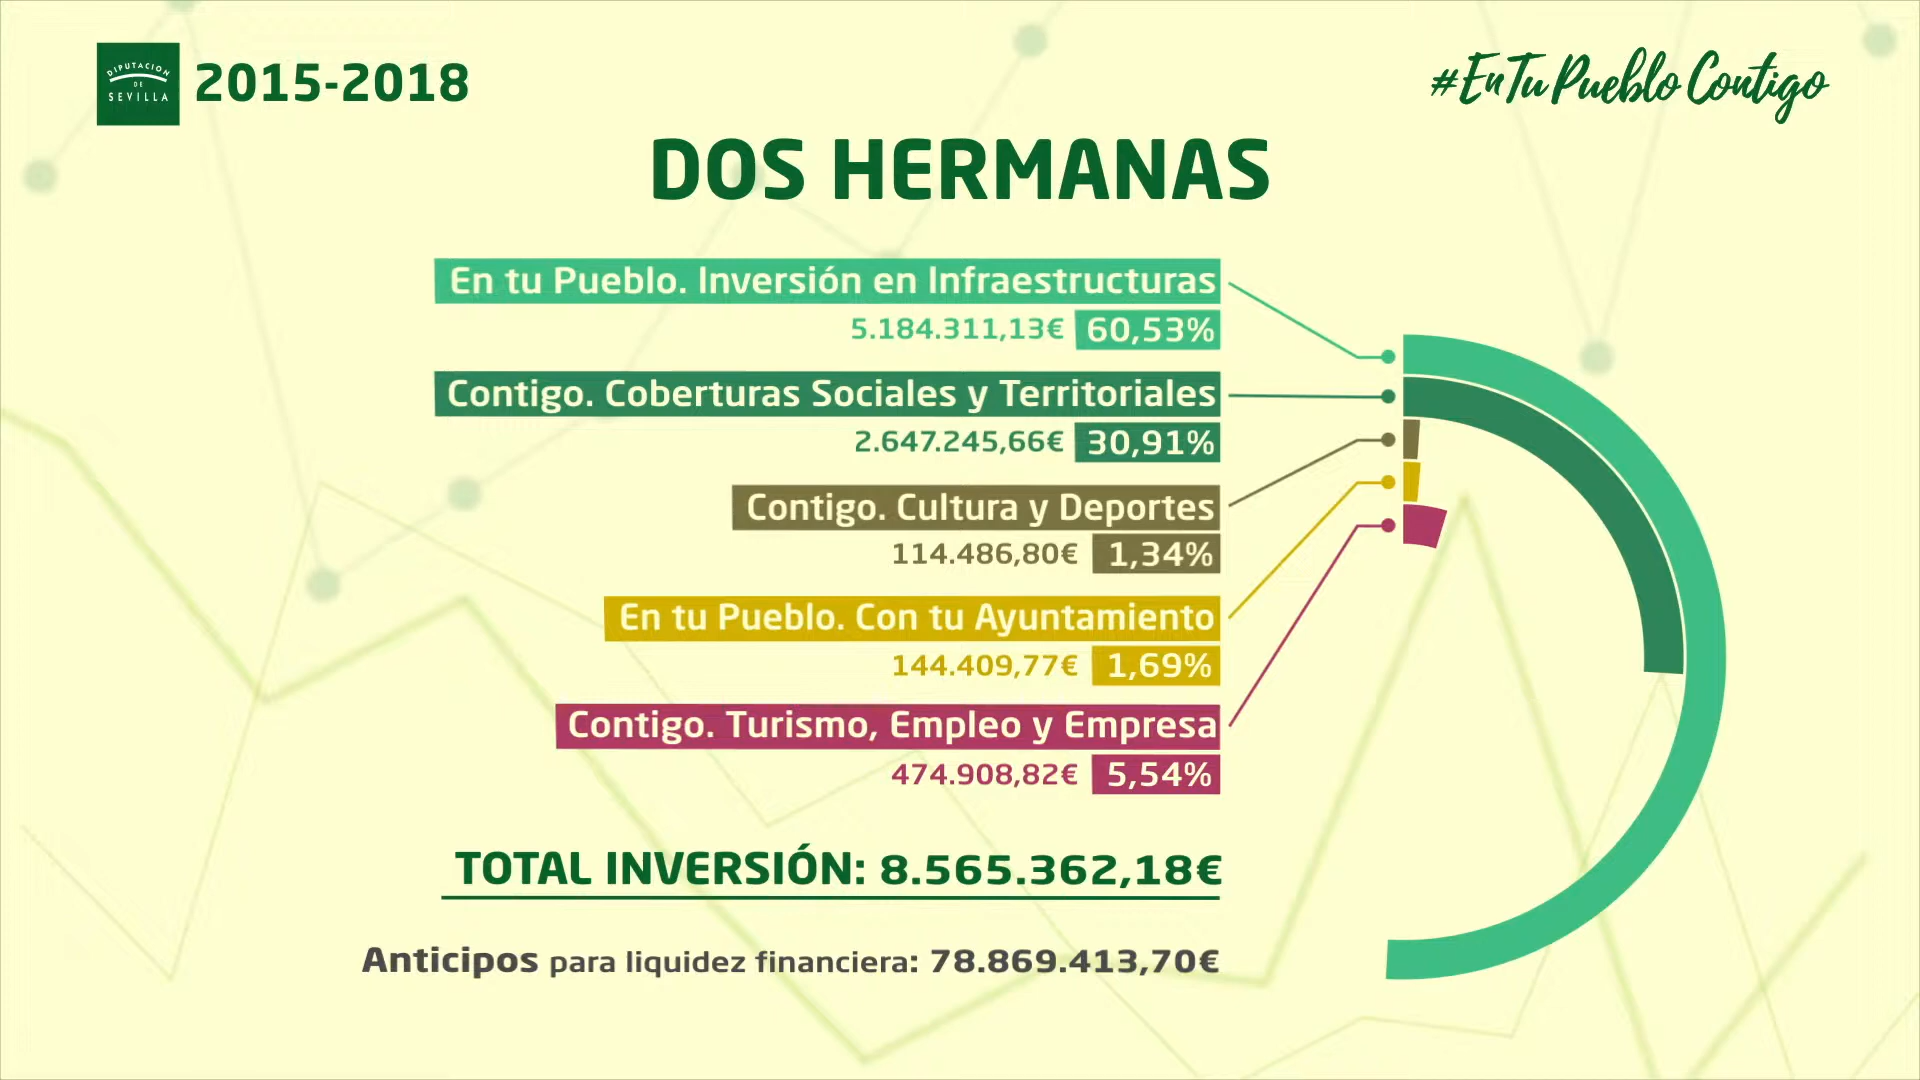 DIPUTACION
DE
SEVILLA
2015-2018
#EnTuPuebloContigo
DOS HERMANAS
En tu Pueblo. Inversión en Infraestructuras
5.184.311,13€ 60,53%
Contigo. Coberturas Sociales y Territoriales
2.647.245,66€ 30,91%
Contigo. Cultura y Deportes
114.486,80€ 1,34%
En tu Pueblo. Con tu Ayuntamiento
144.409,77€ 1,69%
Contigo. Turismo, Empleo y Empresa
474.908,82€ 5,54%
TOTAL INVERSIÓN: 8.565.362,18€
Anticipos para liquidez financiera: 78.869.413,70€